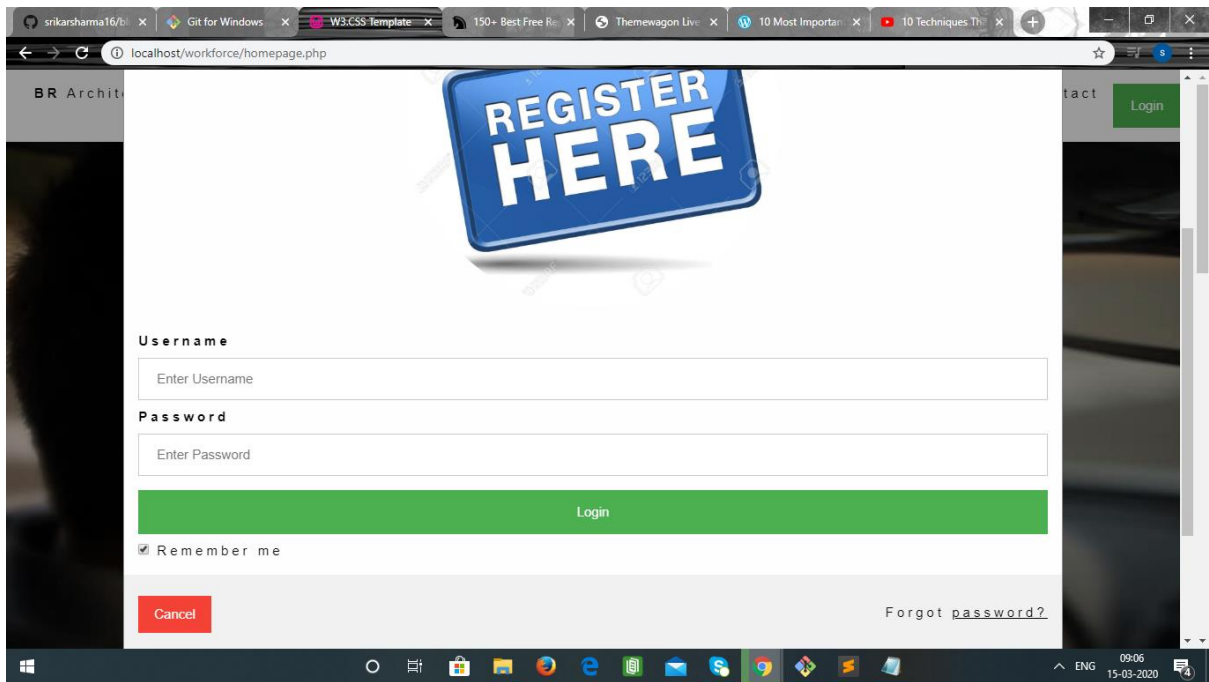 srikarsharma16/bl
Git for Windows
W3.CSS Template
150+ Best Free Re
Themewagon Live
10 Most Importan
10 Techniques Th
localhost/workforce/homepage.php
s
BR Archit
tact
Login
REGISTER
HERE
Username
Enter Username
Password
Enter Password
Login
Remember me
Cancel
Forgot password?
ENG
09:06
15-03-2020
4